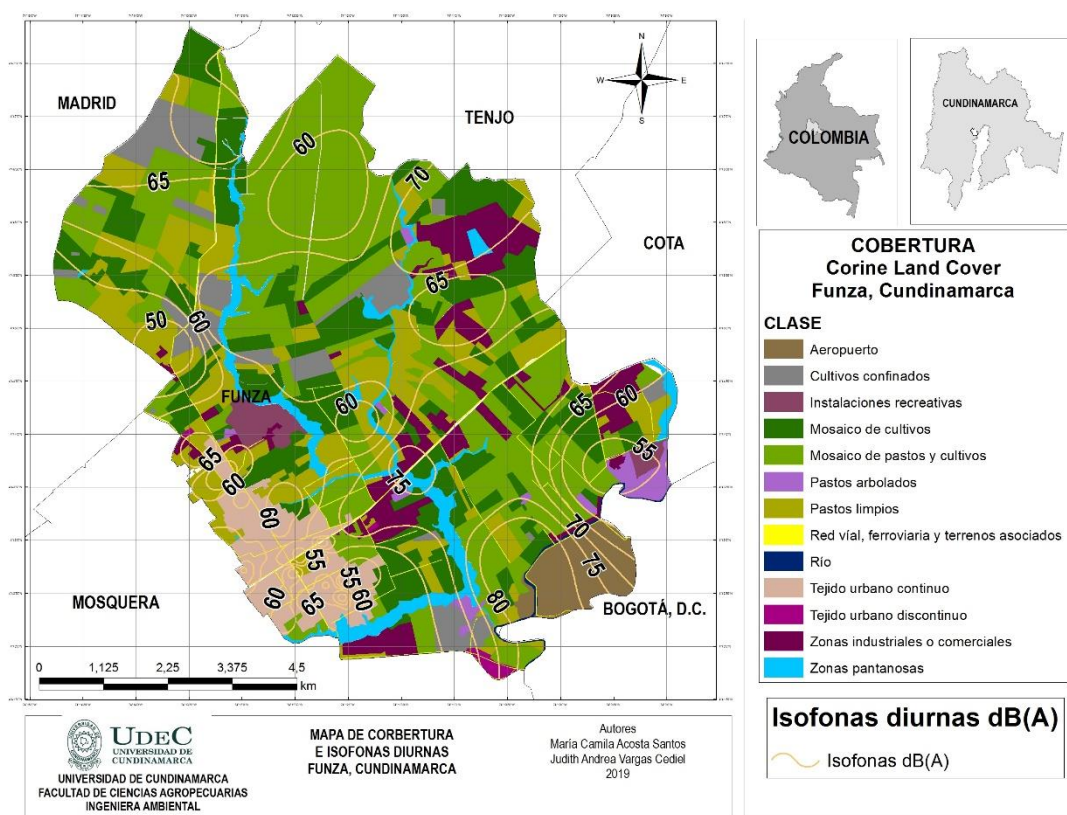 MADRID
TENJO
COTA
FUNZA
MOSQUERA
BOGOTÁ, D.C.
N
W
E
S
60
65
70
65
50
60
60
65
60
65
60
55
75
60
55
55
60
65
60
70
75
80
0
1,125
2,25
3,375
4,5
km
UDEC
UNIVERSIDAD DE
CUNDINAMARCA
UNIVERSIDAD DE CUNDINAMARCA
FACULTAD DE CIENCIAS AGROPECUARIAS
INGENIERA AMBIENTAL
MAPA DE CORBERTURA
E ISOFONAS DIURNAS
FUNZA, CUNDINAMARCA
Autores
María Camila Acosta Santos
Judith Andrea Vargas Cediel
2019
COLOMBIA
CUNDINAMARCA
COBERTURA
Corine Land Cover
Funza, Cundinamarca
CLASE
Aeropuerto
Cultivos confinados
Instalaciones recreativas
Mosaico de cultivos
Mosaico de pastos y cultivos
Pastos arbolados
Pastos limpios
Red víal, ferroviaria y terrenos asociados
Río
Tejido urbano continuo
Tejido urbano discontinuo
Zonas industriales o comerciales
Zonas pantanosas
Isofonas diurnas dB(A)
Isofonas dB(A)